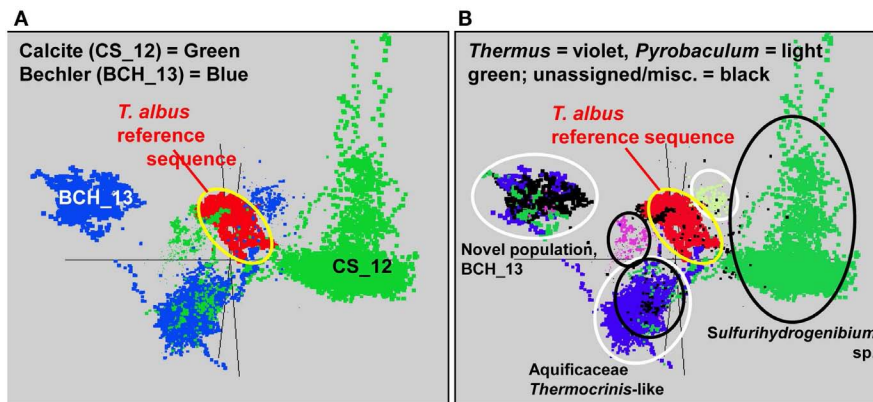 A
Calcite (CS_12) = Green
Bechler (BCH_13) = Blue
T. albus
reference
sequence
BCH_13
CS_12
B
Thermus = violet, Pyrobaculum = light
green; unassigned/misc. = black
T. albus
reference sequence
Novel population,
BCH_13
Sulfurihydrogenibium
sp.
Aquificaceae
Thermocrinis-like